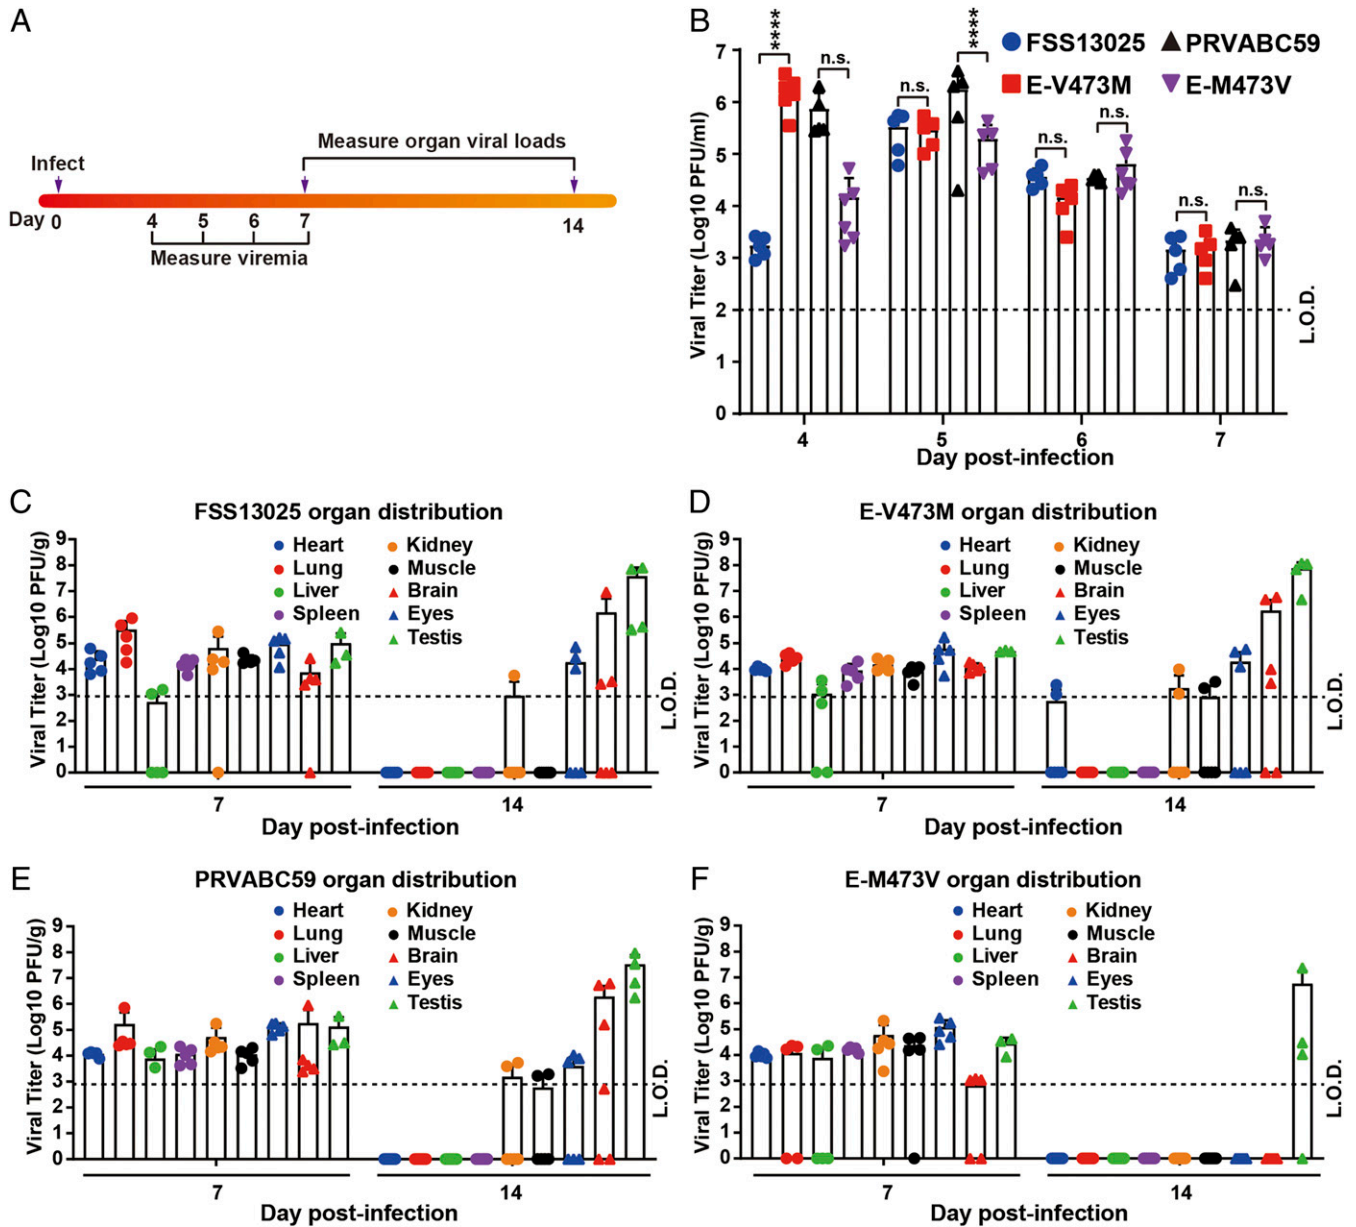 A
Infect
Measure organ viral loads
Day 0 4 5 6 7 14
Measure viremia
B
FSS13025 PRVABC59
E-V473M E-M473V
Viral Titer (Log10 PFU/ml)
7
6
5
4
3
2
1
0
**** n.s. n.s. **** n.s. n.s. n.s. n.s.
L.O.D.
4 5 6 7
Day post-infection
C
FSS13025 organ distribution
Heart Kidney
Lung Muscle
Liver Brain
Spleen Eyes
Testis
Viral Titer (Log10 PFU/g)
9
8
7
6
5
4
3
2
1
0
L.O.D.
7 14
Day post-infection
D
E-V473M organ distribution
Heart Kidney
Lung Muscle
Liver Brain
Spleen Eyes
Testis
Viral Titer (Log10 PFU/g)
9
8
7
6
5
4
3
2
1
0
L.O.D.
7 14
Day post-infection
E
PRVABC59 organ distribution
Heart Kidney
Lung Muscle
Liver Brain
Spleen Eyes
Testis
Viral Titer (Log10 PFU/g)
9
8
7
6
5
4
3
2
1
0
L.O.D.
7 14
Day post-infection
F
E-M473V organ distribution
Heart Kidney
Lung Muscle
Liver Brain
Spleen Eyes
Testis
Viral Titer (Log10 PFU/g)
9
8
7
6
5
4
3
2
1
0
L.O.D.
7 14
Day post-infection